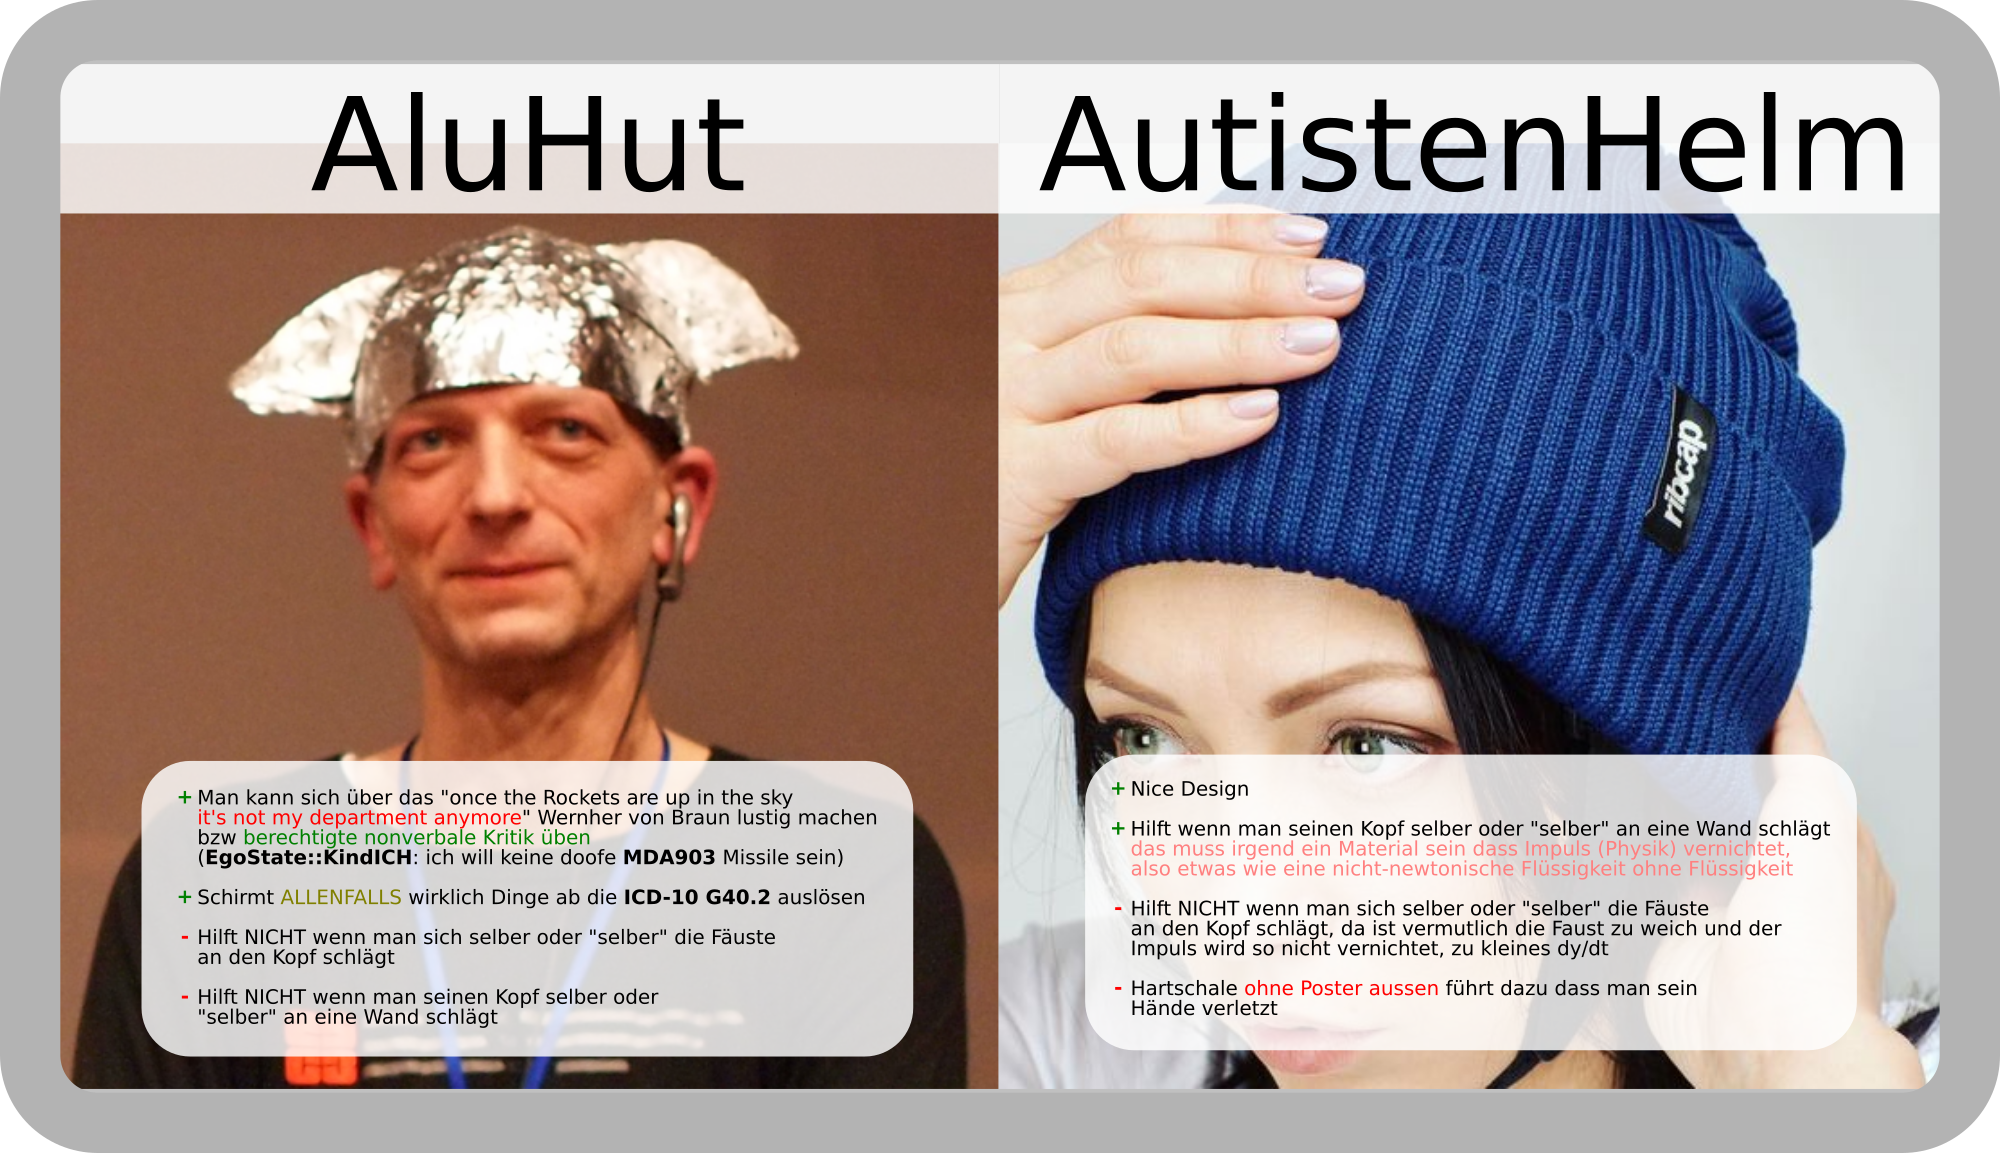 AluHut
+ Man kann sich über das "once the Rockets are up in the sky
it's not my department anymore" Wernher von Braun lustig machen
bzw berechtigte nonverbale Kritik üben
(EgoState::KindICH: ich will keine doofe MDA903 Missile sein)
+ Schirmt ALLENFALLS wirklich Dinge ab die ICD-10 G40.2 auslösen
- Hilft NICHT wenn man sich selber oder "selber" die Fäuste
an den Kopf schlägt
- Hilft NICHT wenn man seinen Kopf selber oder
"selber" an eine Wand schlägt
AutistenHelm
ribcap
+ Nice Design
+ Hilft wenn man seinen Kopf selber oder "selber" an eine Wand schlägt
das muss irgend ein Material sein dass Impuls (Physik) vernichtet,
also etwas wie eine nicht-newtonische Flüssigkeit ohne Flüssigkeit
- Hilft NICHT wenn man sich selber oder "selber" die Fäuste
an den Kopf schlägt, da ist vermutlich die Faust zu weich und der
Impuls wird so nicht vernichtet, zu kleines dy/dt
- Hartschale ohne Poster aussen führt dazu dass man sein
Hände verletzt